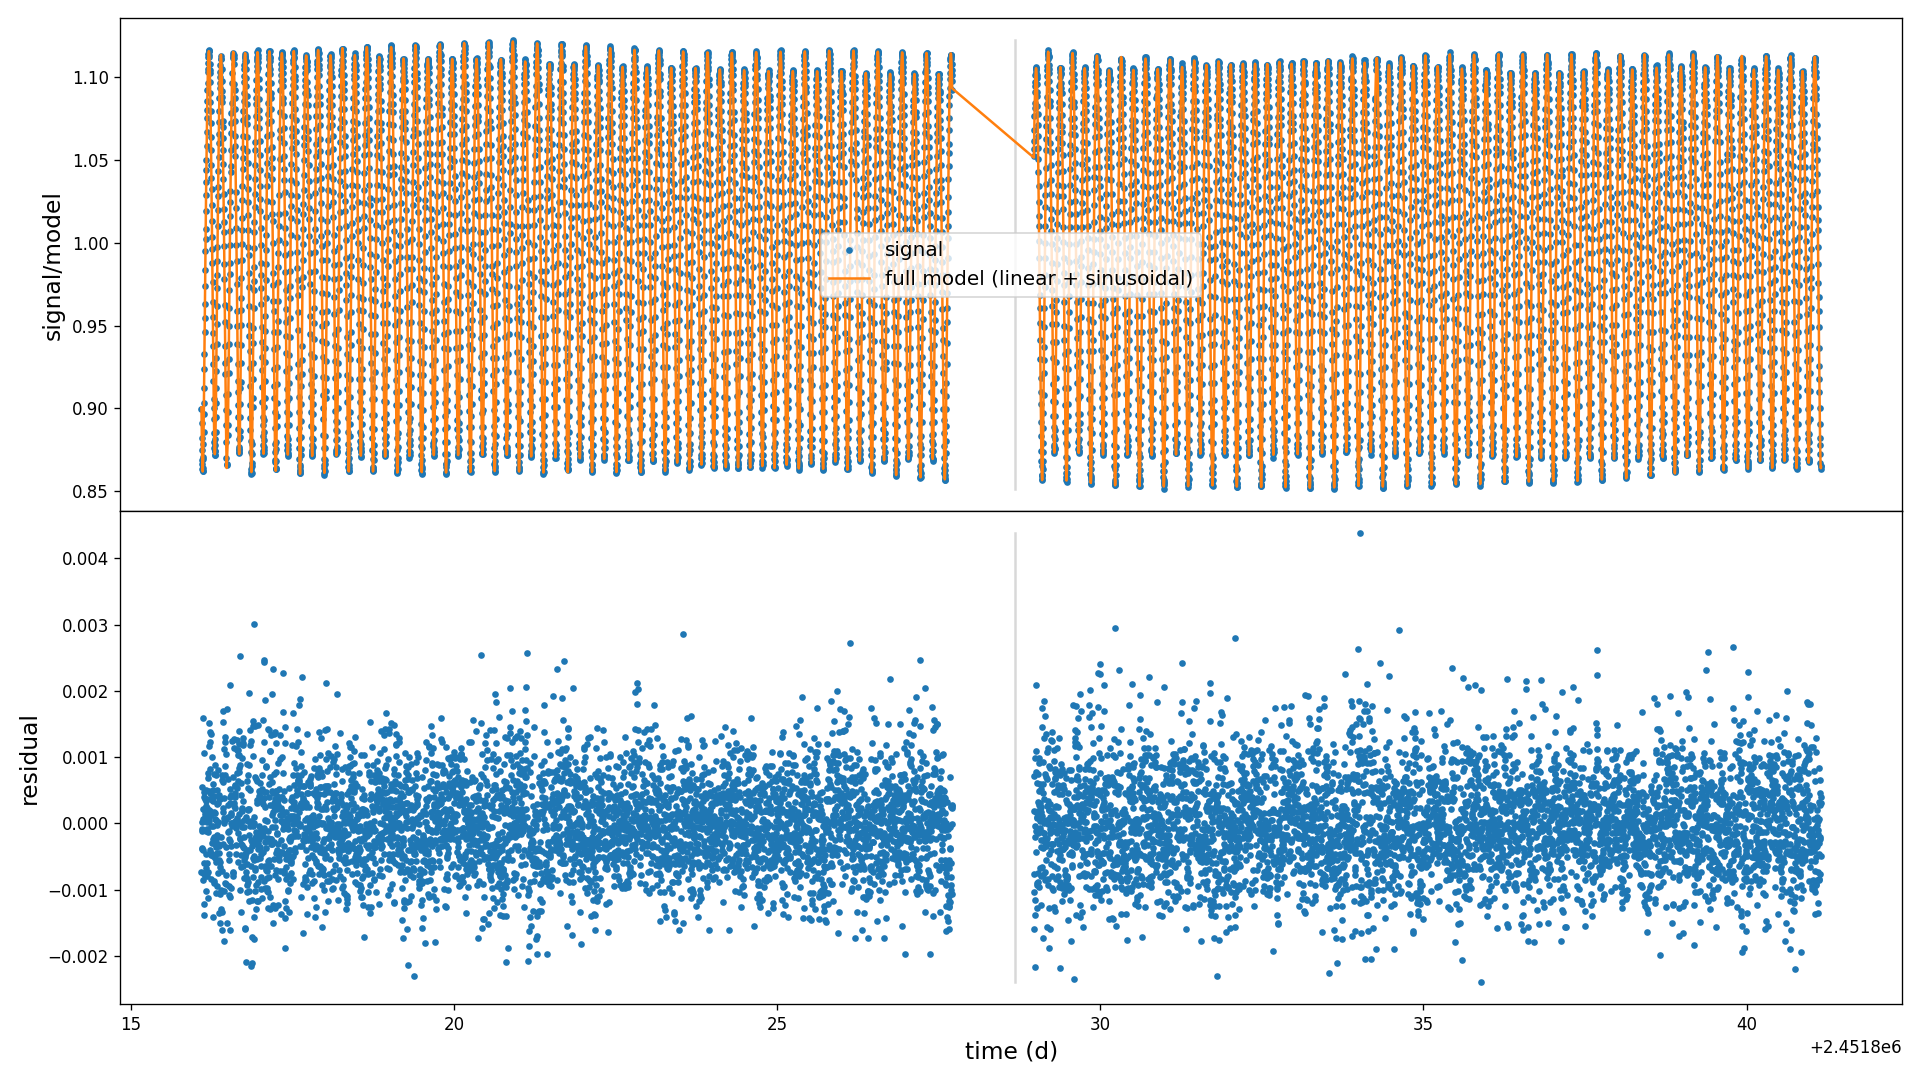 signal/model
1.10
1.05
1.00
0.95
0.90
0.85
signal
full model (linear + sinusoidal)
residual
0.004
0.003
0.002
0.001
0.000
−0.001
−0.002
15 20 25 30 35 40
time (d)
+2.4518e6